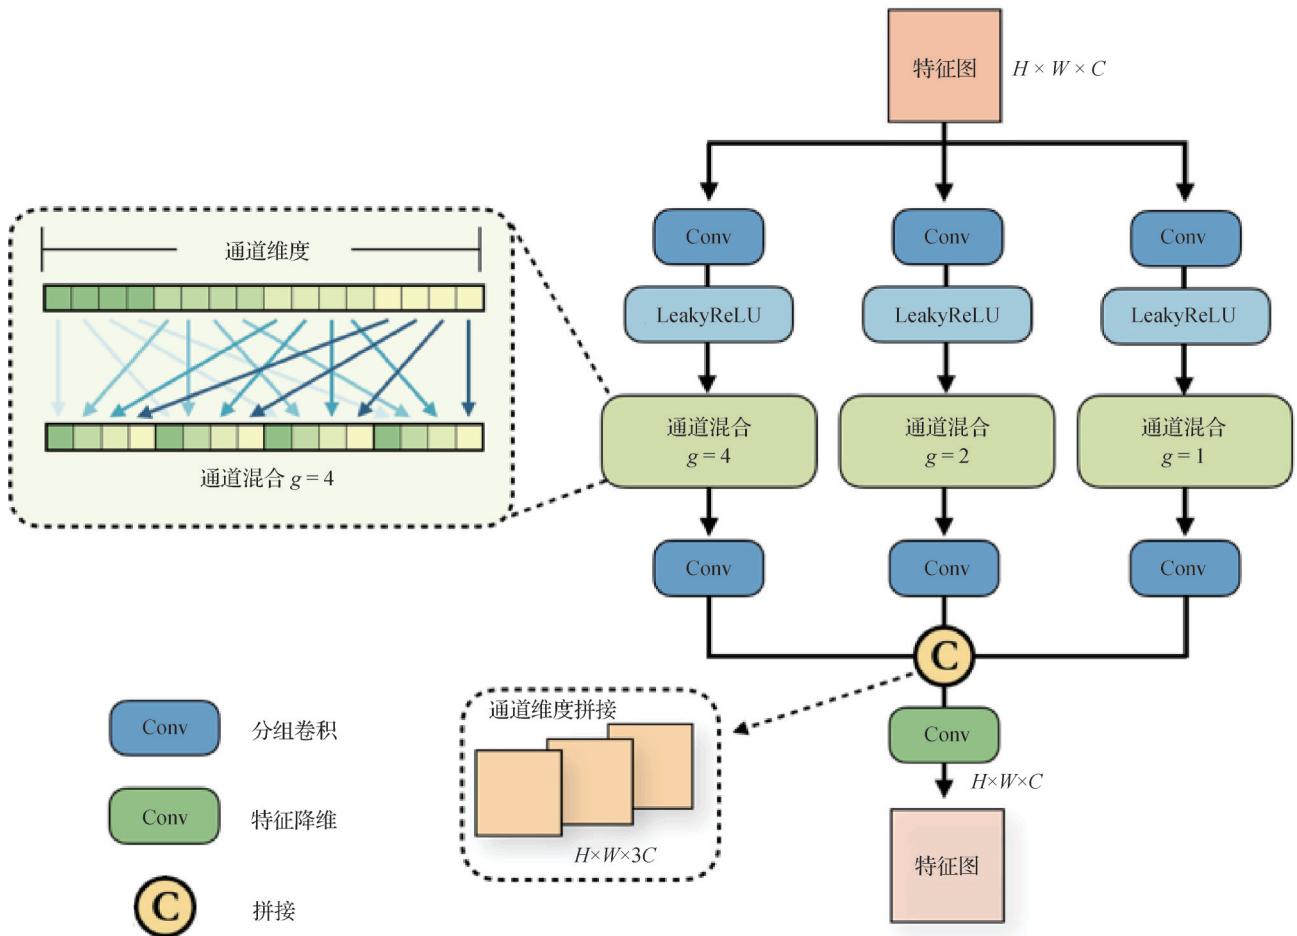 特征图
H × W × C
Conv
Conv
Conv
LeakyReLU
LeakyReLU
LeakyReLU
通道维度
通道混合 g = 4
通道混合
g = 4
通道混合
g = 2
通道混合
g = 1
Conv
Conv
Conv
C
通道维度拼接
H×W×3C
Conv
H×W×C
特征图
Conv
分组卷积
Conv
特征降维
C
拼接